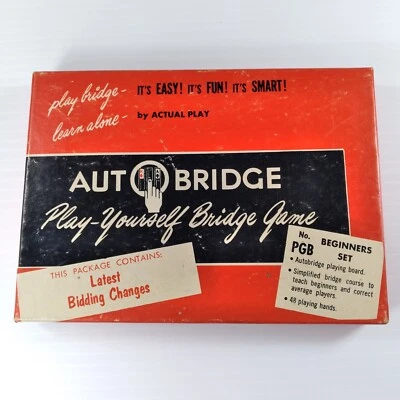 play bridge -
learn alone -
IT'S EASY! IT'S FUN! IT'S SMART!
by ACTUAL PLAY
AUTOBRIDGE
Play-Yourself Bridge Game
THIS PACKAGE CONTAINS:
Latest
Bidding Changes
No.
PGB
BEGINNERS
SET
• Autobridge playing board.
• Simplified bridge course to
teach beginners and correct
average players.
• 48 playing hands.